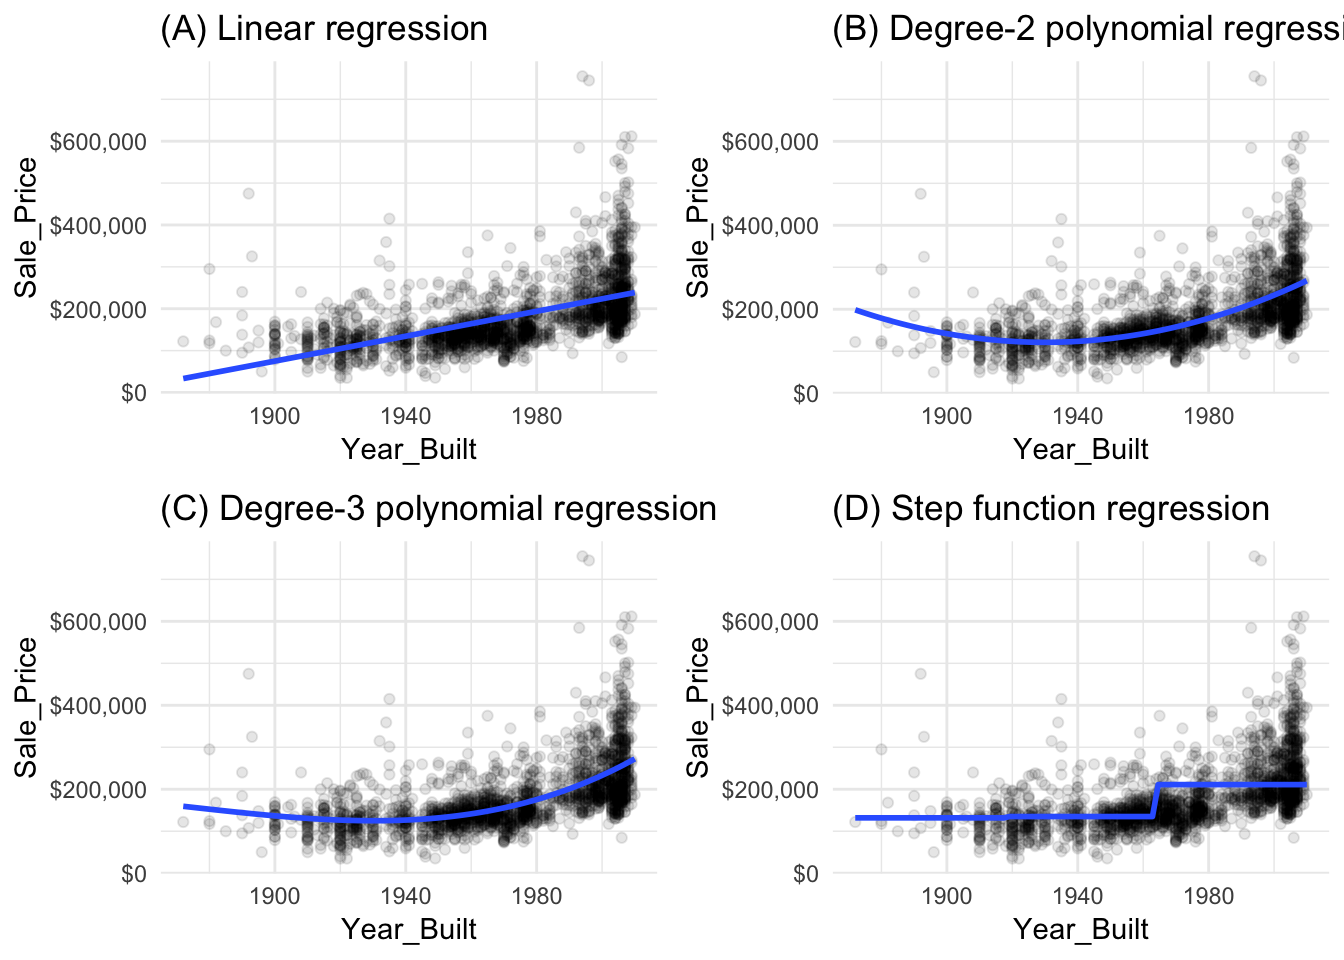 (A) Linear regression
Sale_Price
$600,000
$400,000
$200,000
$0
1900 1940 1980
Year_Built
(B) Degree-2 polynomial regressi
Sale_Price
$600,000
$400,000
$200,000
$0
1900 1940 1980
Year_Built
(C) Degree-3 polynomial regression
Sale_Price
$600,000
$400,000
$200,000
$0
1900 1940 1980
Year_Built
(D) Step function regression
Sale_Price
$600,000
$400,000
$200,000
$0
1900 1940 1980
Year_Built